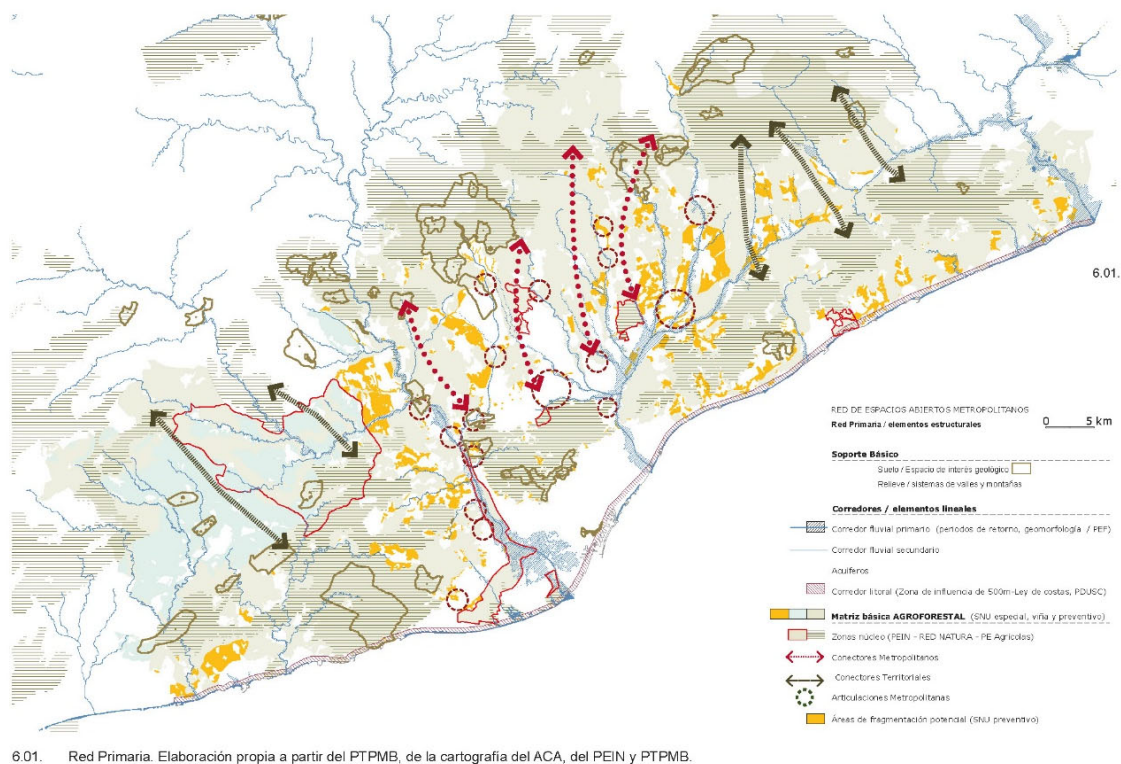 6.01.
RED DE ESPACIOS ABIERTOS METROPOLITANOS
Red Primaria / elementos estructurales
0 5 km
Soporte Básico
Suelo / Espacio de interés geológico
Relieve / sistemas de valles y montañas
Corredores / elementos lineales
Corredor fluvial primario (periodos de retorno, geomorfología / PEF)
Corredor fluvial secundario
Acuíferos
Corredor litoral (Zona de influencia de 500m-Ley de costas, PDUSC)
Matriz básica AGROFORESTAL (SNU especial, viña y preventivo)
Zonas núcleo (PEIN - RED NATURA - PE Agrícolas)
Conectores Metropolitanos
Conectores Territoriales
Articulaciones Metropolitanas
Áreas de fragmentación potencial (SNU preventivo)
6.01. Red Primaria. Elaboración propia a partir del PTPMB, de la cartografía del ACA, del PEIN y PTPMB.